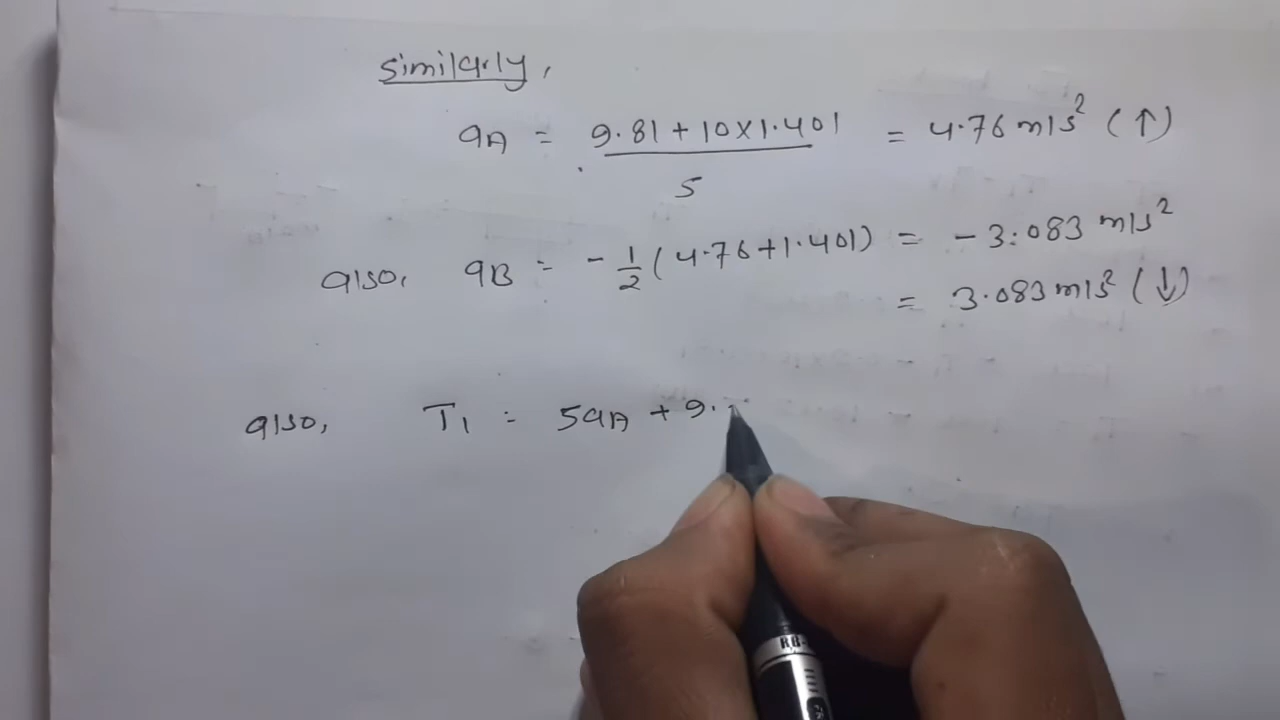 similarly,
aA = 9.81 + 10 x 1.401 / 5 = 4.76 m/s² (↑)
also, aB = - 1/2 (4.76 + 1.401) = - 3.083 m/s²
= 3.083 m/s² (↓)
also, T1 = 5aA + 9.